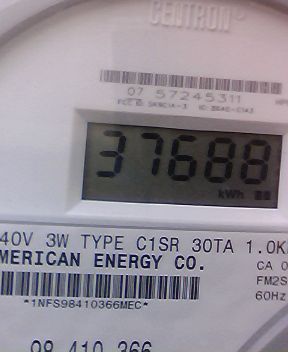 CENTRON®
07 57245311
37688
kWh
40V 3W TYPE C1SR 30TA 1.0K
MERICAN ENERGY CO.
CA 0
FM2S
60Hz
*1NFS98410366MEC*
98 410 366